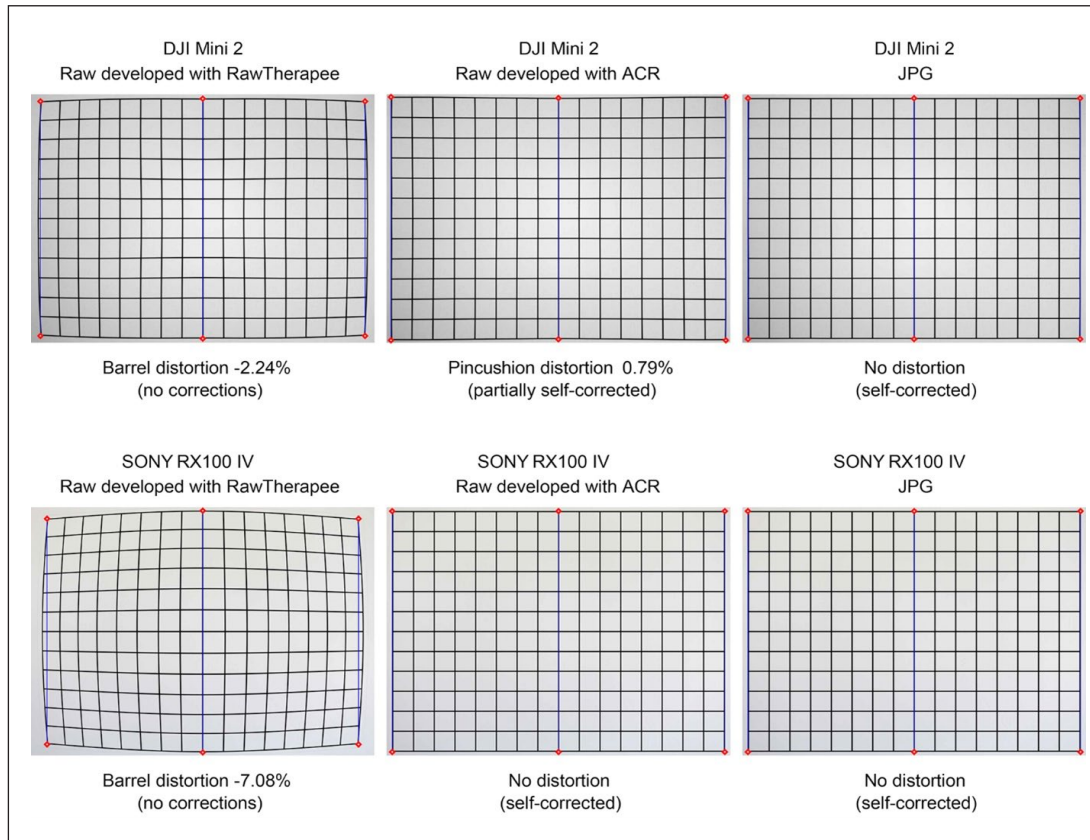 DJI Mini 2
Raw developed with RawTherapee
DJI Mini 2
Raw developed with ACR
DJI Mini 2
JPG
Barrel distortion -2.24%
(no corrections)
Pincushion distortion 0.79%
(partially self-corrected)
No distortion
(self-corrected)
SONY RX100 IV
Raw developed with RawTherapee
SONY RX100 IV
Raw developed with ACR
SONY RX100 IV
JPG
Barrel distortion -7.08%
(no corrections)
No distortion
(self-corrected)
No distortion
(self-corrected)